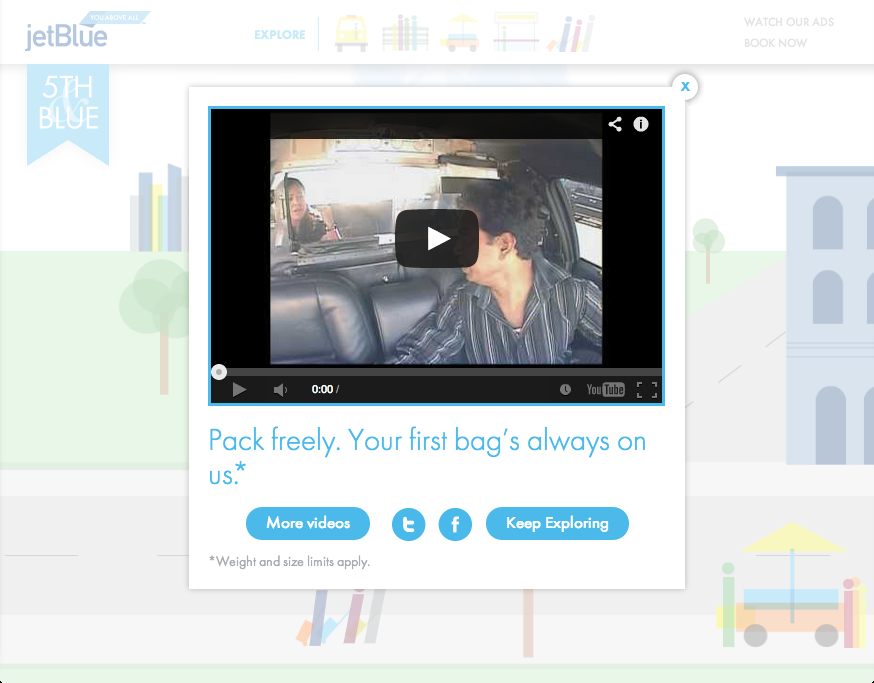 YOU ABOVE ALL
jetBlue
EXPLORE
WATCH OUR ADS
BOOK NOW
5TH
&
BLUE
x
0:00 /
YouTube
Pack freely. Your first bag's always on
us.*
More videos
Keep Exploring
*Weight and size limits apply.